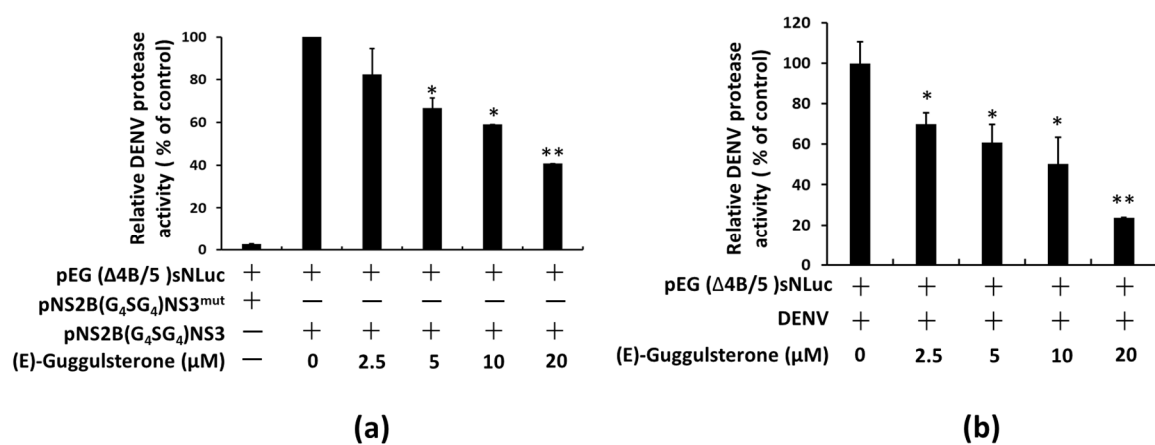 Relative DENV protease
activity ( % of control)
100
80
60
40
20
0
*
*
**
pEG (Δ4B/5 )sNLuc + + + + + +
pNS2B(G₄SG₄)NS3ᵐᵘᵗ + — — — — —
pNS2B(G₄SG₄)NS3 — + + + + +
(E)-Guggulsterone (μM) — 0 2.5 5 10 20
(a)
Relative DENV protease
activity ( % of control)
120
100
80
60
40
20
0
*
*
*
**
pEG (Δ4B/5 )sNLuc + + + + +
DENV + + + + +
(E)-Guggulsterone (μM) 0 2.5 5 10 20
(b)